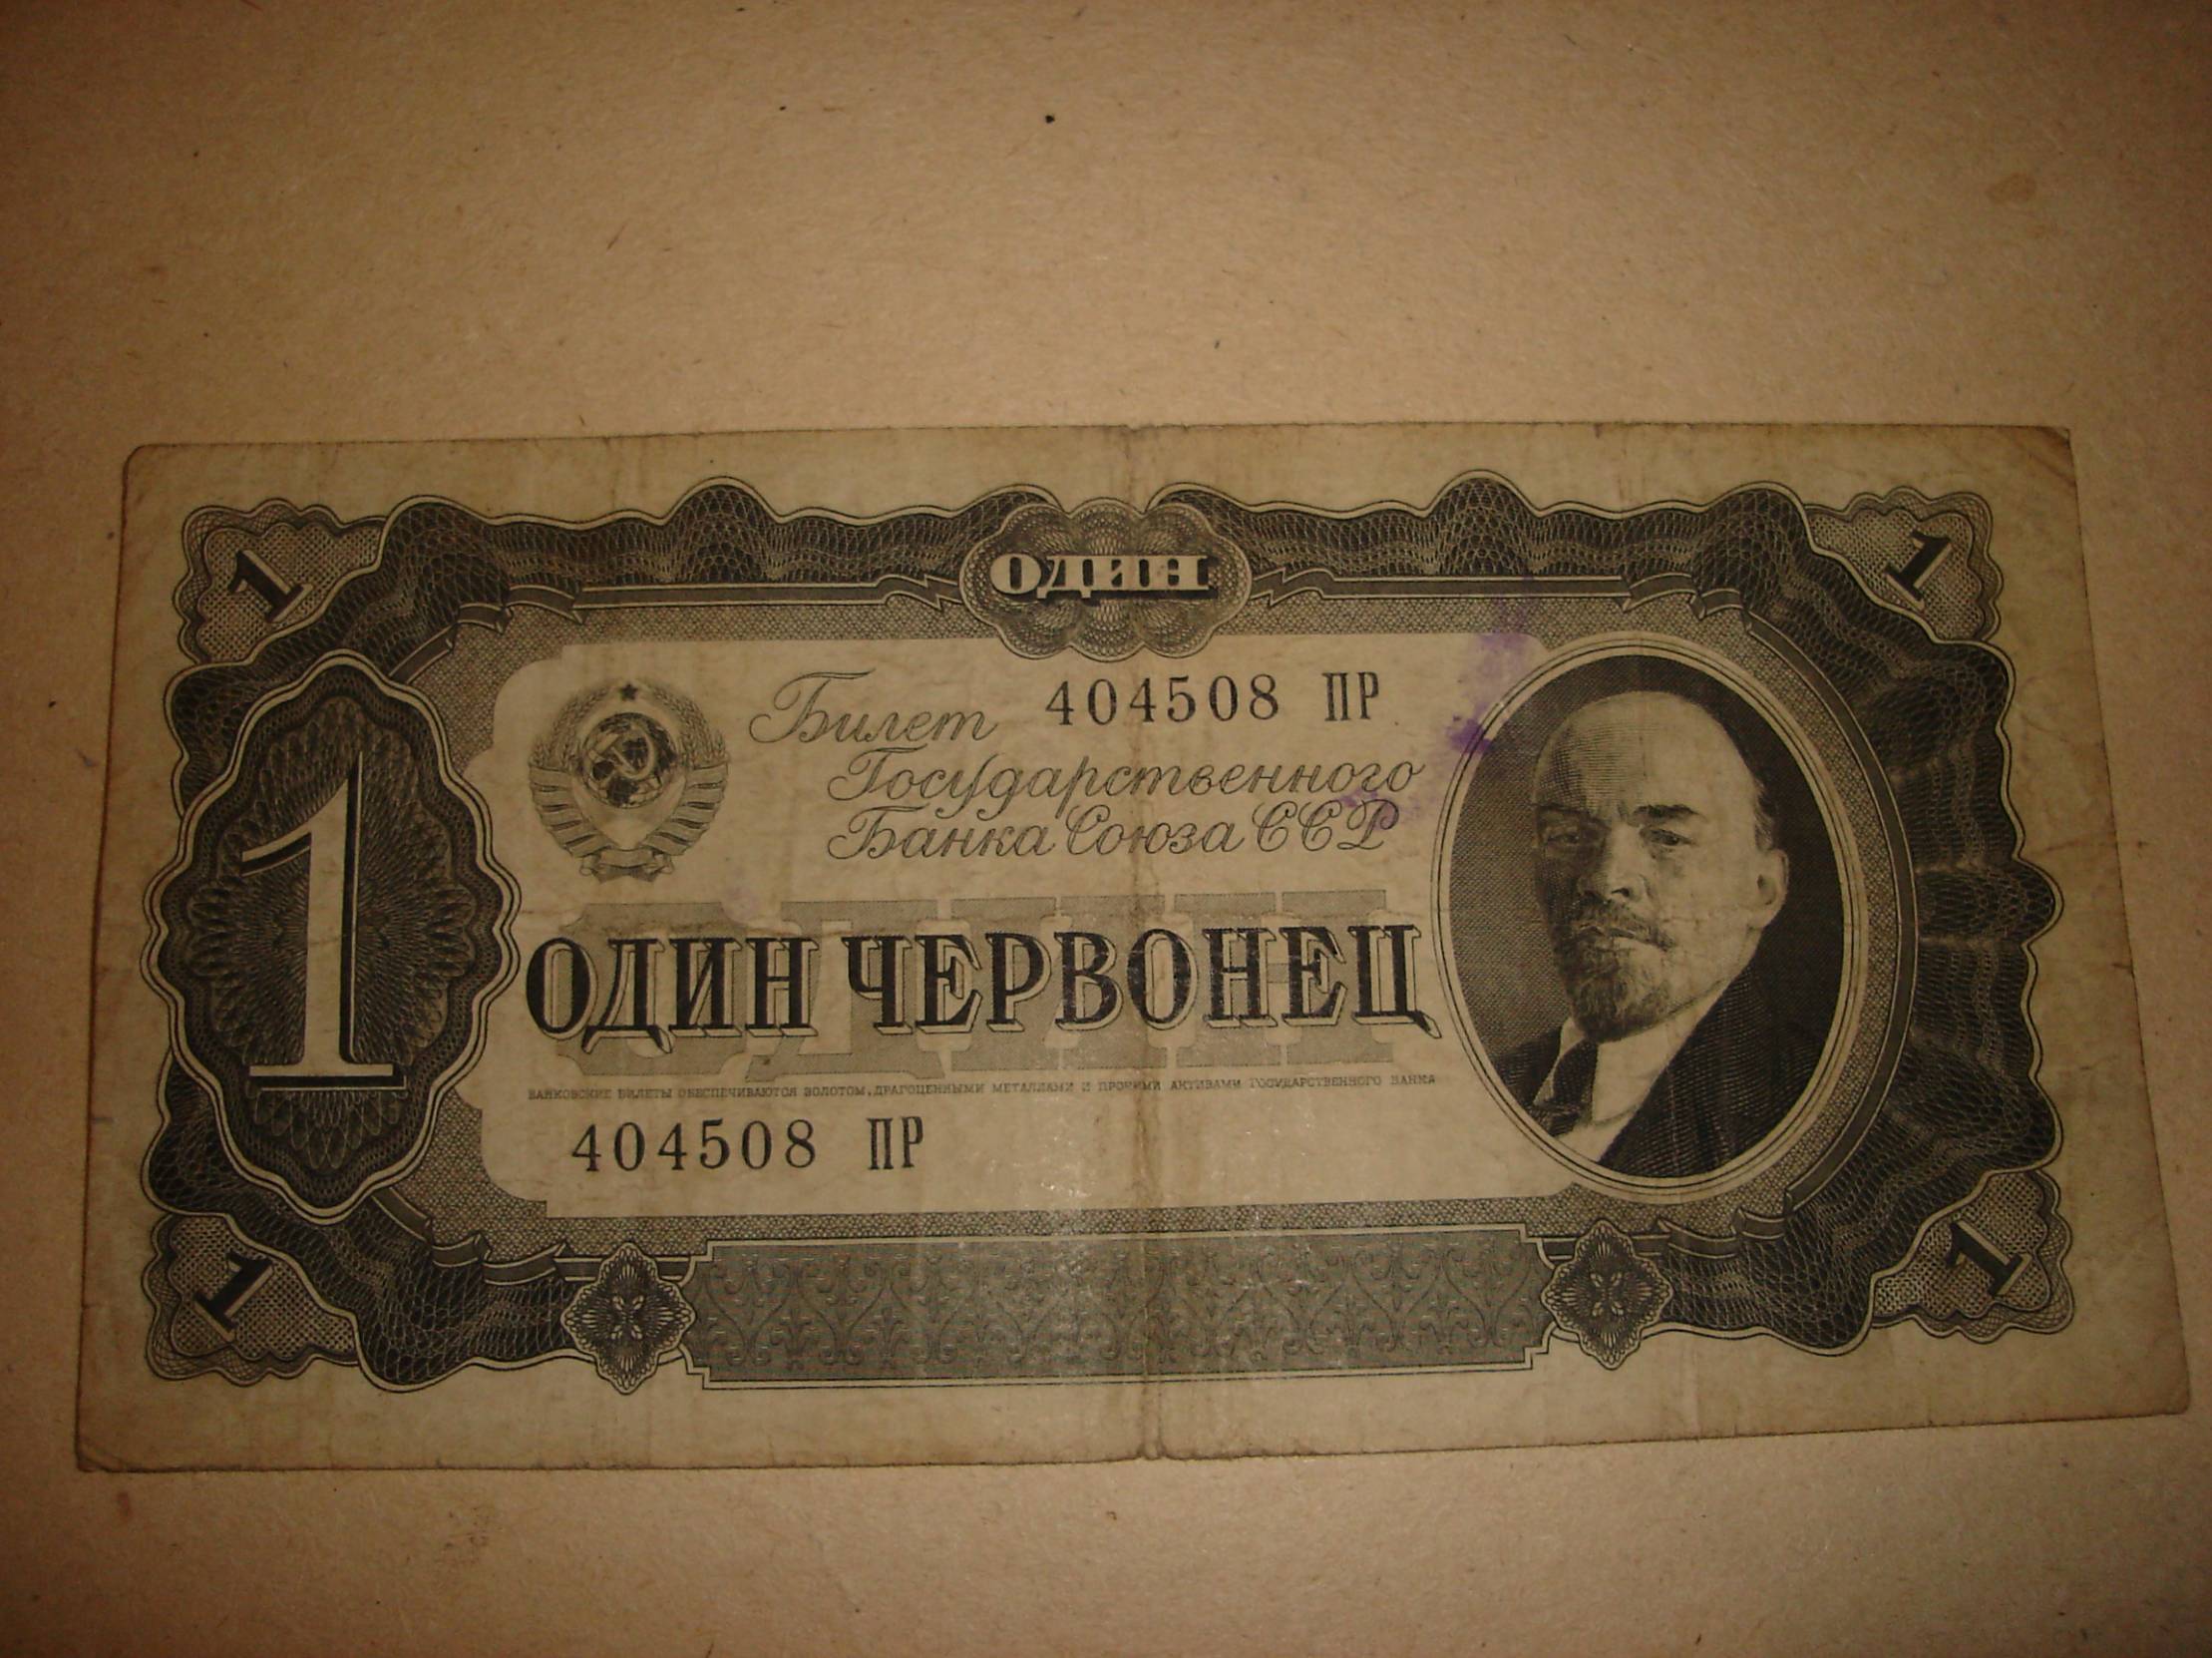 1
ОДИН
1
Билет 404508 ПР
Государственного
Банка Союза ССР
1
ОДИН
ОДИН ЧЕРВОНЕЦ
БАНКОВСКИЕ БИЛЕТЫ ОБЕСПЕЧИВАЮТСЯ ЗОЛОТОМ, ДРАГОЦЕННЫМИ МЕТАЛЛАМИ И ПРОЧИМИ АКТИВАМИ ГОСУДАРСТВЕННОГО БАНКА
404508 ПР
1
1